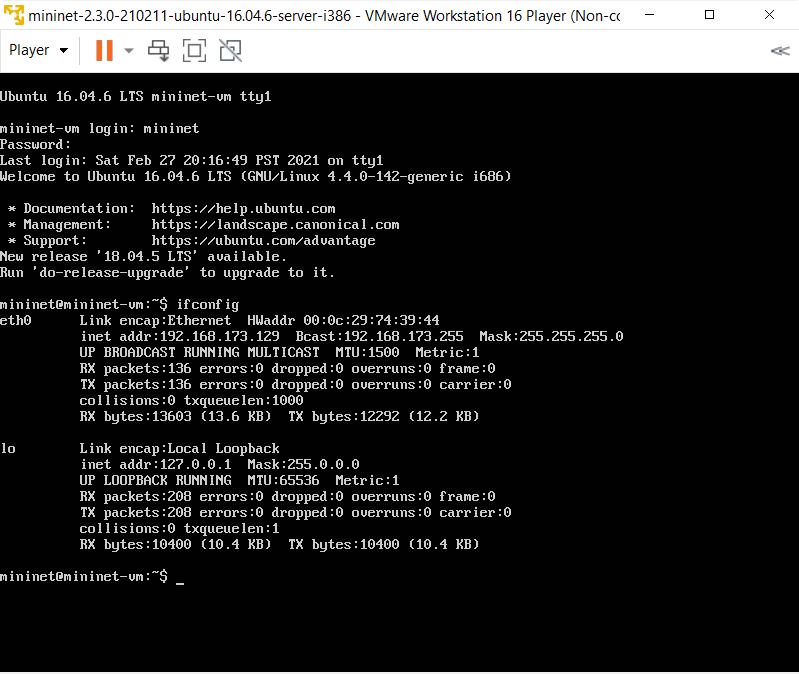 mininet-2.3.0-210211-ubuntu-16.04.6-server-i386 - VMware Workstation 16 Player (Non-co
Player
Ubuntu 16.04.6 LTS mininet-vm tty1
mininet-vm login: mininet
Password:
Last login: Sat Feb 27 20:16:49 PST 2021 on tty1
Welcome to Ubuntu 16.04.6 LTS (GNU/Linux 4.4.0-142-generic i686)
* Documentation:  https://help.ubuntu.com
* Management:     https://landscape.canonical.com
* Support:        https://ubuntu.com/advantage
New release '18.04.5 LTS' available.
Run 'do-release-upgrade' to upgrade to it.
mininet@mininet-vm:~$ ifconfig
eth0      Link encap:Ethernet  HWaddr 00:0c:29:74:39:44
inet addr:192.168.173.129  Bcast:192.168.173.255  Mask:255.255.255.0
UP BROADCAST RUNNING MULTICAST  MTU:1500  Metric:1
RX packets:136 errors:0 dropped:0 overruns:0 frame:0
TX packets:136 errors:0 dropped:0 overruns:0 carrier:0
collisions:0 txqueuelen:1000
RX bytes:13603 (13.6 KB)  TX bytes:12292 (12.2 KB)
lo        Link encap:Local Loopback
inet addr:127.0.0.1  Mask:255.0.0.0
UP LOOPBACK RUNNING  MTU:65536  Metric:1
RX packets:208 errors:0 dropped:0 overruns:0 frame:0
TX packets:208 errors:0 dropped:0 overruns:0 carrier:0
collisions:0 txqueuelen:1
RX bytes:10400 (10.4 KB)  TX bytes:10400 (10.4 KB)
mininet@mininet-vm:~$ _